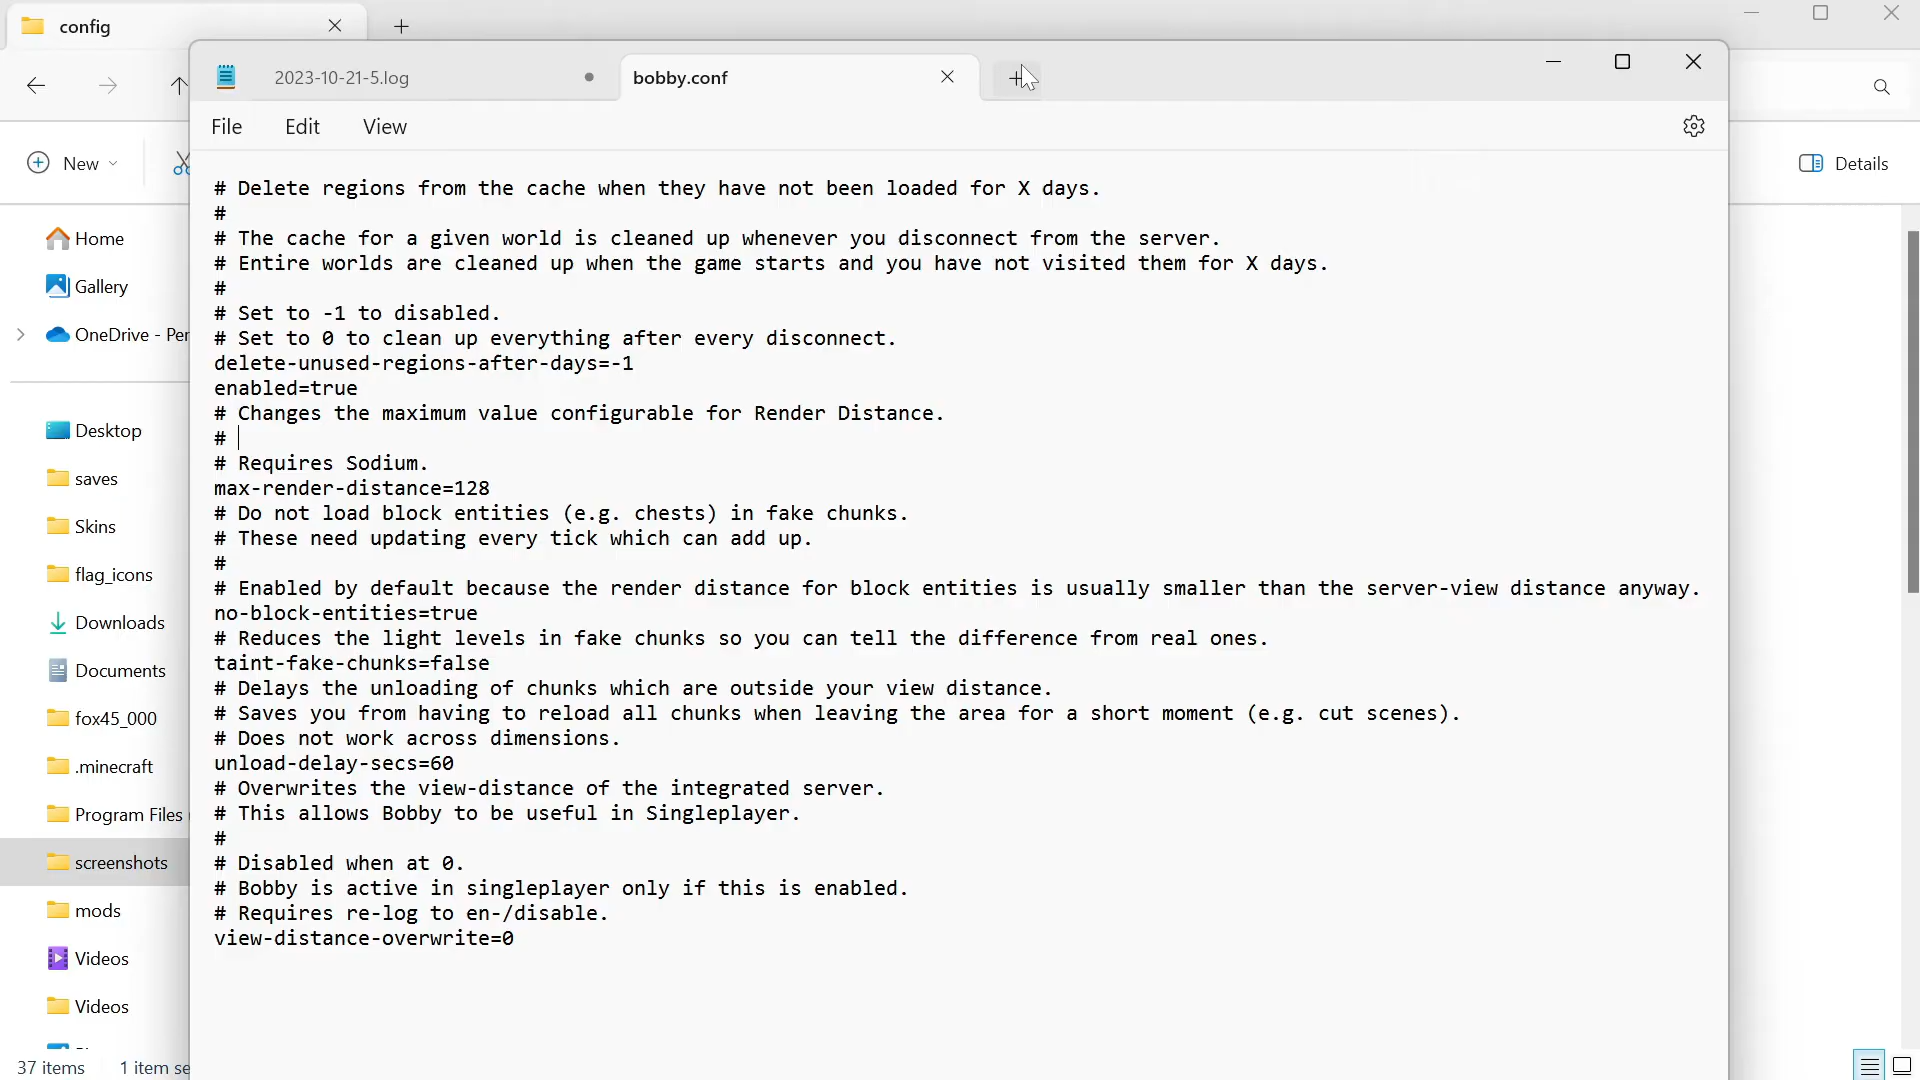 config
2023-10-21-5.log
bobby.conf
File Edit View
New
Details
# Delete regions from the cache when they have not been loaded for X days.
#
# The cache for a given world is cleaned up whenever you disconnect from the server.
# Entire worlds are cleaned up when the game starts and you have not visited them for X days.
#
# Set to -1 to disabled.
# Set to 0 to clean up everything after every disconnect.
delete-unused-regions-after-days=-1
enabled=true
# Changes the maximum value configurable for Render Distance.
#
# Requires Sodium.
max-render-distance=128
# Do not load block entities (e.g. chests) in fake chunks.
# These need updating every tick which can add up.
#
# Enabled by default because the render distance for block entities is usually smaller than the server-view distance anyway.
no-block-entities=true
# Reduces the light levels in fake chunks so you can tell the difference from real ones.
taint-fake-chunks=false
# Delays the unloading of chunks which are outside your view distance.
# Saves you from having to reload all chunks when leaving the area for a short moment (e.g. cut scenes).
# Does not work across dimensions.
unload-delay-secs=60
# Overwrites the view-distance of the integrated server.
# This allows Bobby to be useful in Singleplayer.
#
# Disabled when at 0.
# Bobby is active in singleplayer only if this is enabled.
# Requires re-log to en-/disable.
view-distance-overwrite=0
Home
Gallery
OneDrive - Per
Desktop
saves
Skins
flag_icons
Downloads
Documents
fox45_000
.minecraft
Program Files
screenshots
mods
Videos
Videos
37 items 1 item se